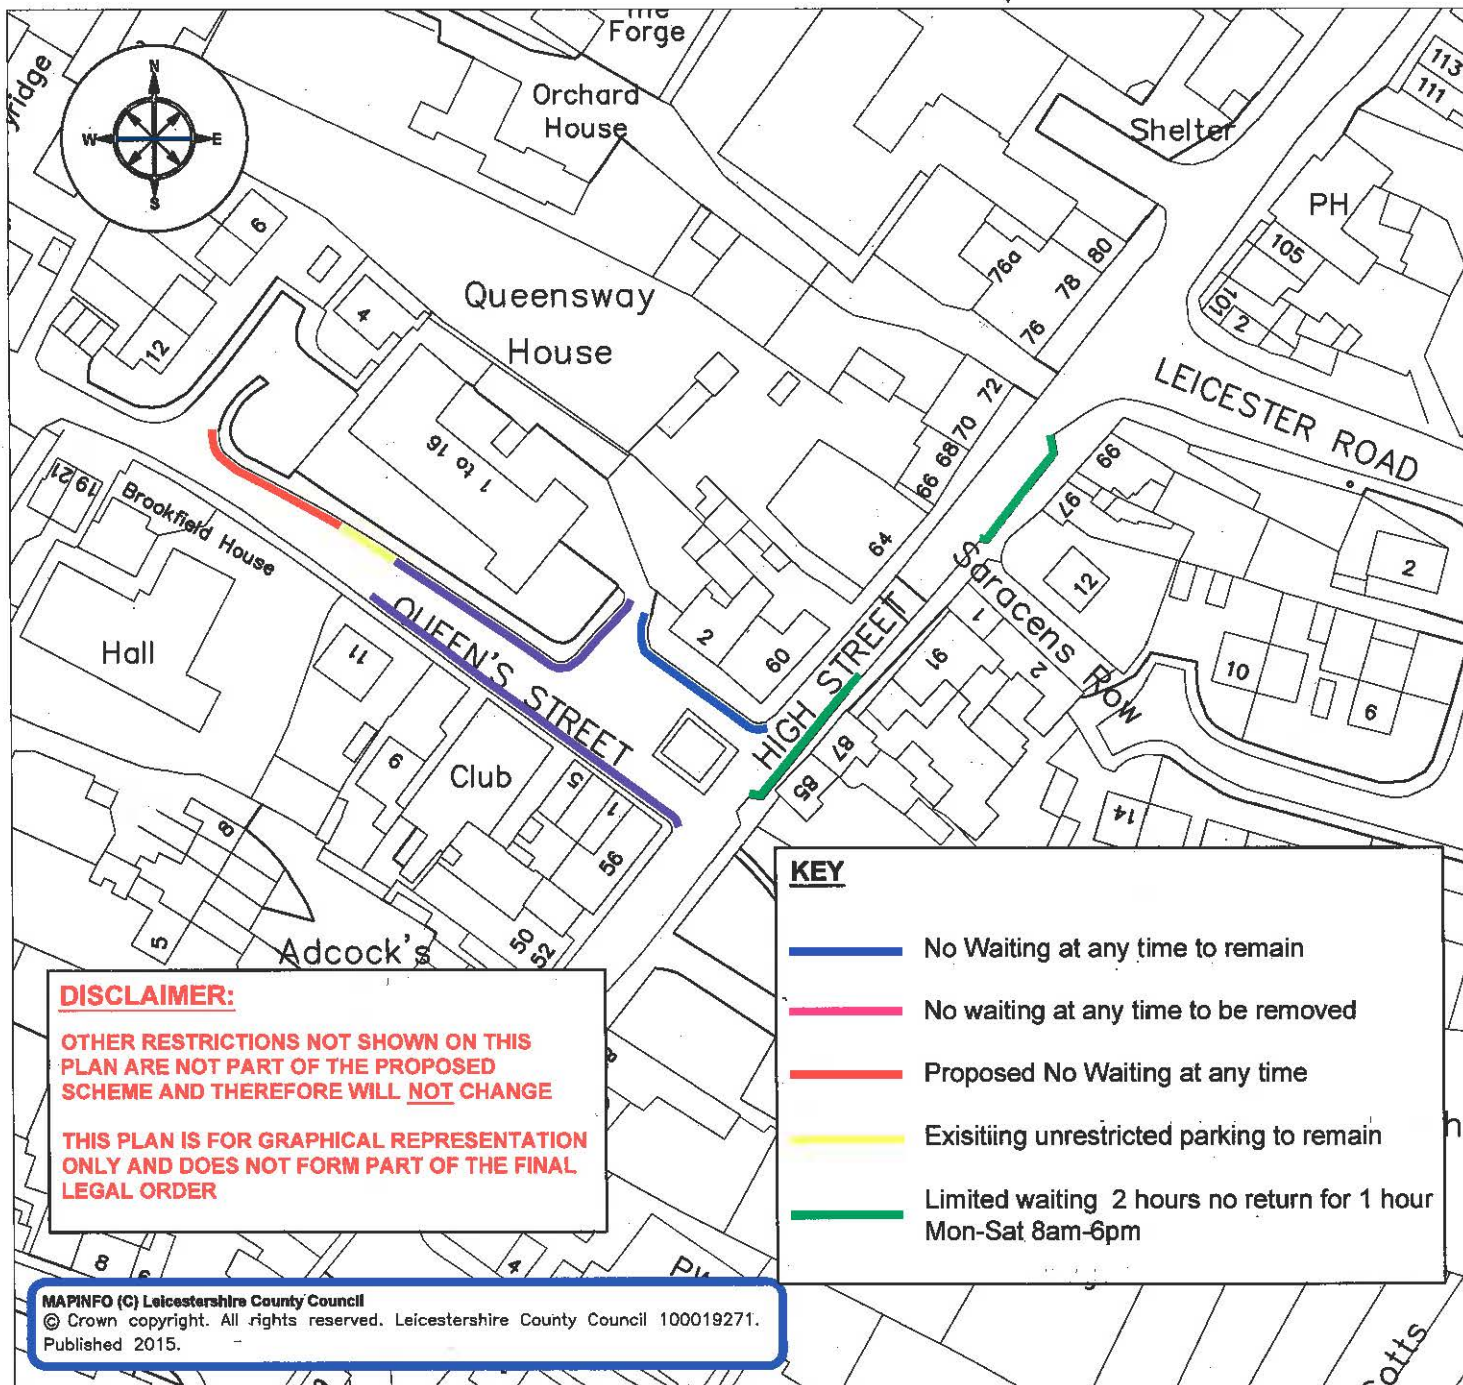 The
Forge
Orchard
House
N
W
E
S
yridge
6
4
12
Queensway
House
Shelter
PH
113
111
105
101
2
76a
80
78
76
72
70
68
66
64
LEICESTER ROAD
99
97
12
2
1 to 16
19 21
Brookfield House
Hall
QUEEN'S STREET
11
9
Club
5
1
56
2
60
HIGH STREET
Saracens Row
1
2
91
87
85
10
6
14
8
5
50
52
Adcock's
KEY
No Waiting at any time to remain
No waiting at any time to be removed
Proposed No Waiting at any time
Exisitiing unrestricted parking to remain
Limited waiting 2 hours no return for 1 hour
Mon-Sat 8am-6pm
DISCLAIMER:
OTHER RESTRICTIONS NOT SHOWN ON THIS
PLAN ARE NOT PART OF THE PROPOSED
SCHEME AND THEREFORE WILL NOT CHANGE
THIS PLAN IS FOR GRAPHICAL REPRESENTATION
ONLY AND DOES NOT FORM PART OF THE FINAL
LEGAL ORDER
8
6
4
MAPINFO (C) Leicestershire County Council
© Crown copyright. All rights reserved. Leicestershire County Council 100019271.
Published 2015.
otts